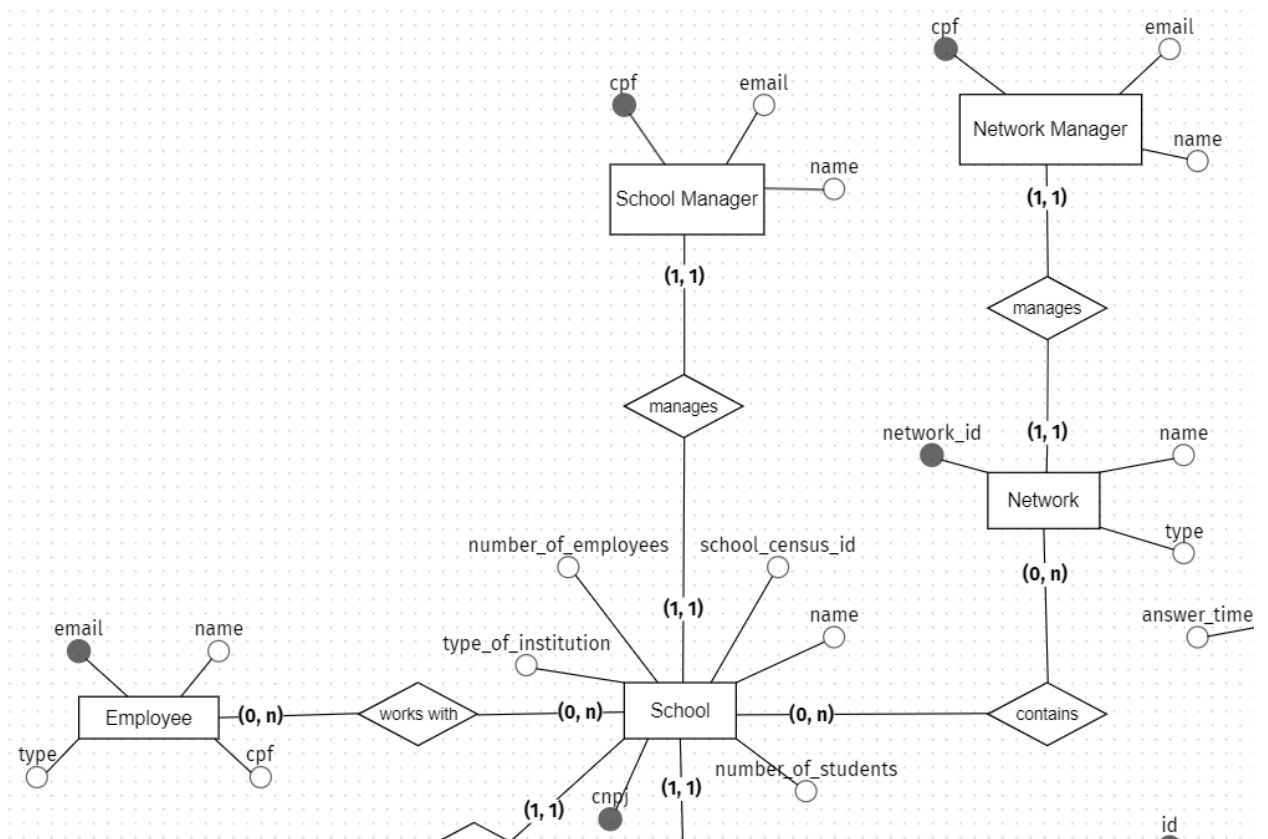 cpf
email
Network Manager
name
(1, 1)
manages
(1, 1)
cpf
email
School Manager
name
(1, 1)
manages
(1, 1)
network_id
name
Network
type
(0, n)
answer_time
contains
number_of_employees
school_census_id
type_of_institution
name
School
(0, n)
(0, n)
works with
(0, n)
email
name
Employee
type
cpf
(1, 1)
cnpj
(1, 1)
number_of_students
id